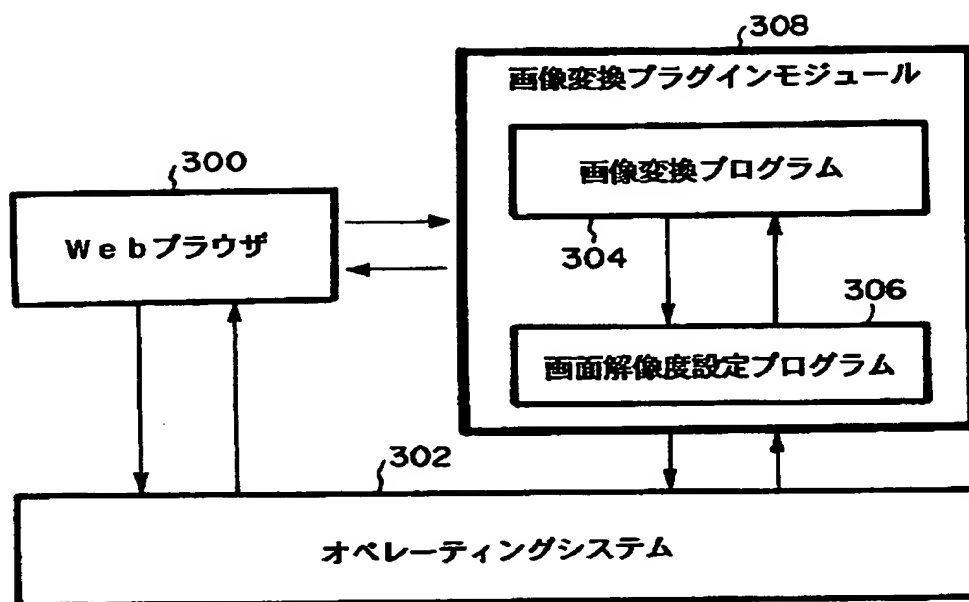 308
画像変換プラグインモジュール
300
画像変換プログラム
Webブラウザ
304
306
画面解像度設定プログラム
302
オペレーティングシステム